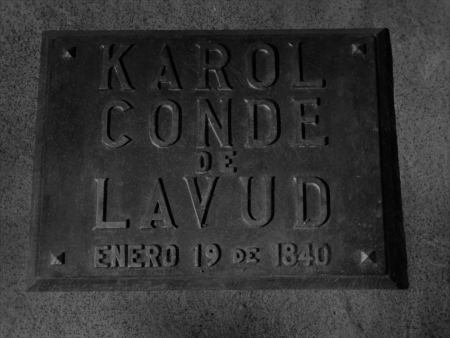 KAROL
CONDE
DE
LAVUD
ENERO 19 DE 1840